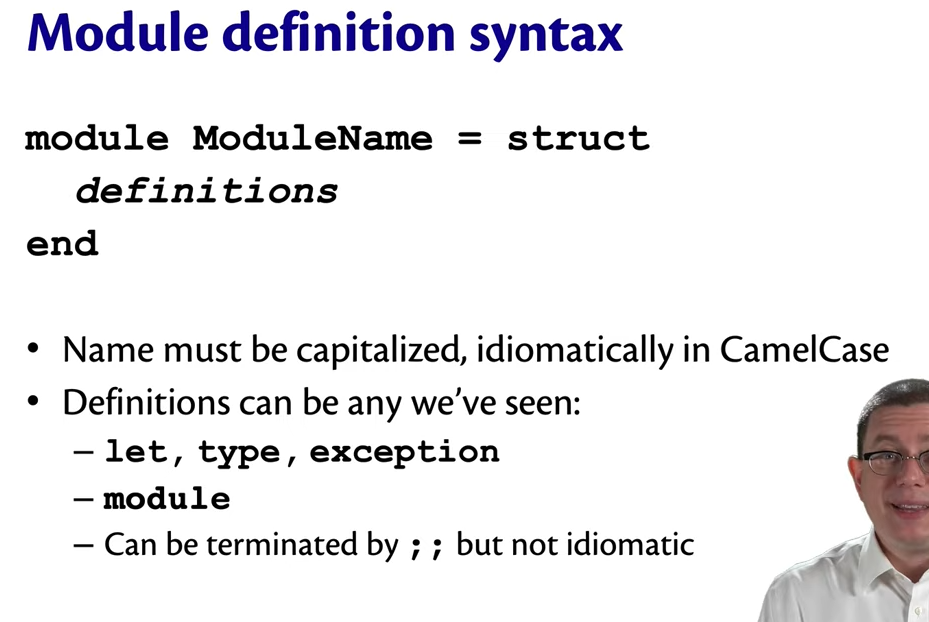 Module definition syntax
module ModuleName = struct
definitions
end
• Name must be capitalized, idiomatically in CamelCase
• Definitions can be any we’ve seen:
– let, type, exception
– module
– Can be terminated by ;; but not idiomatic